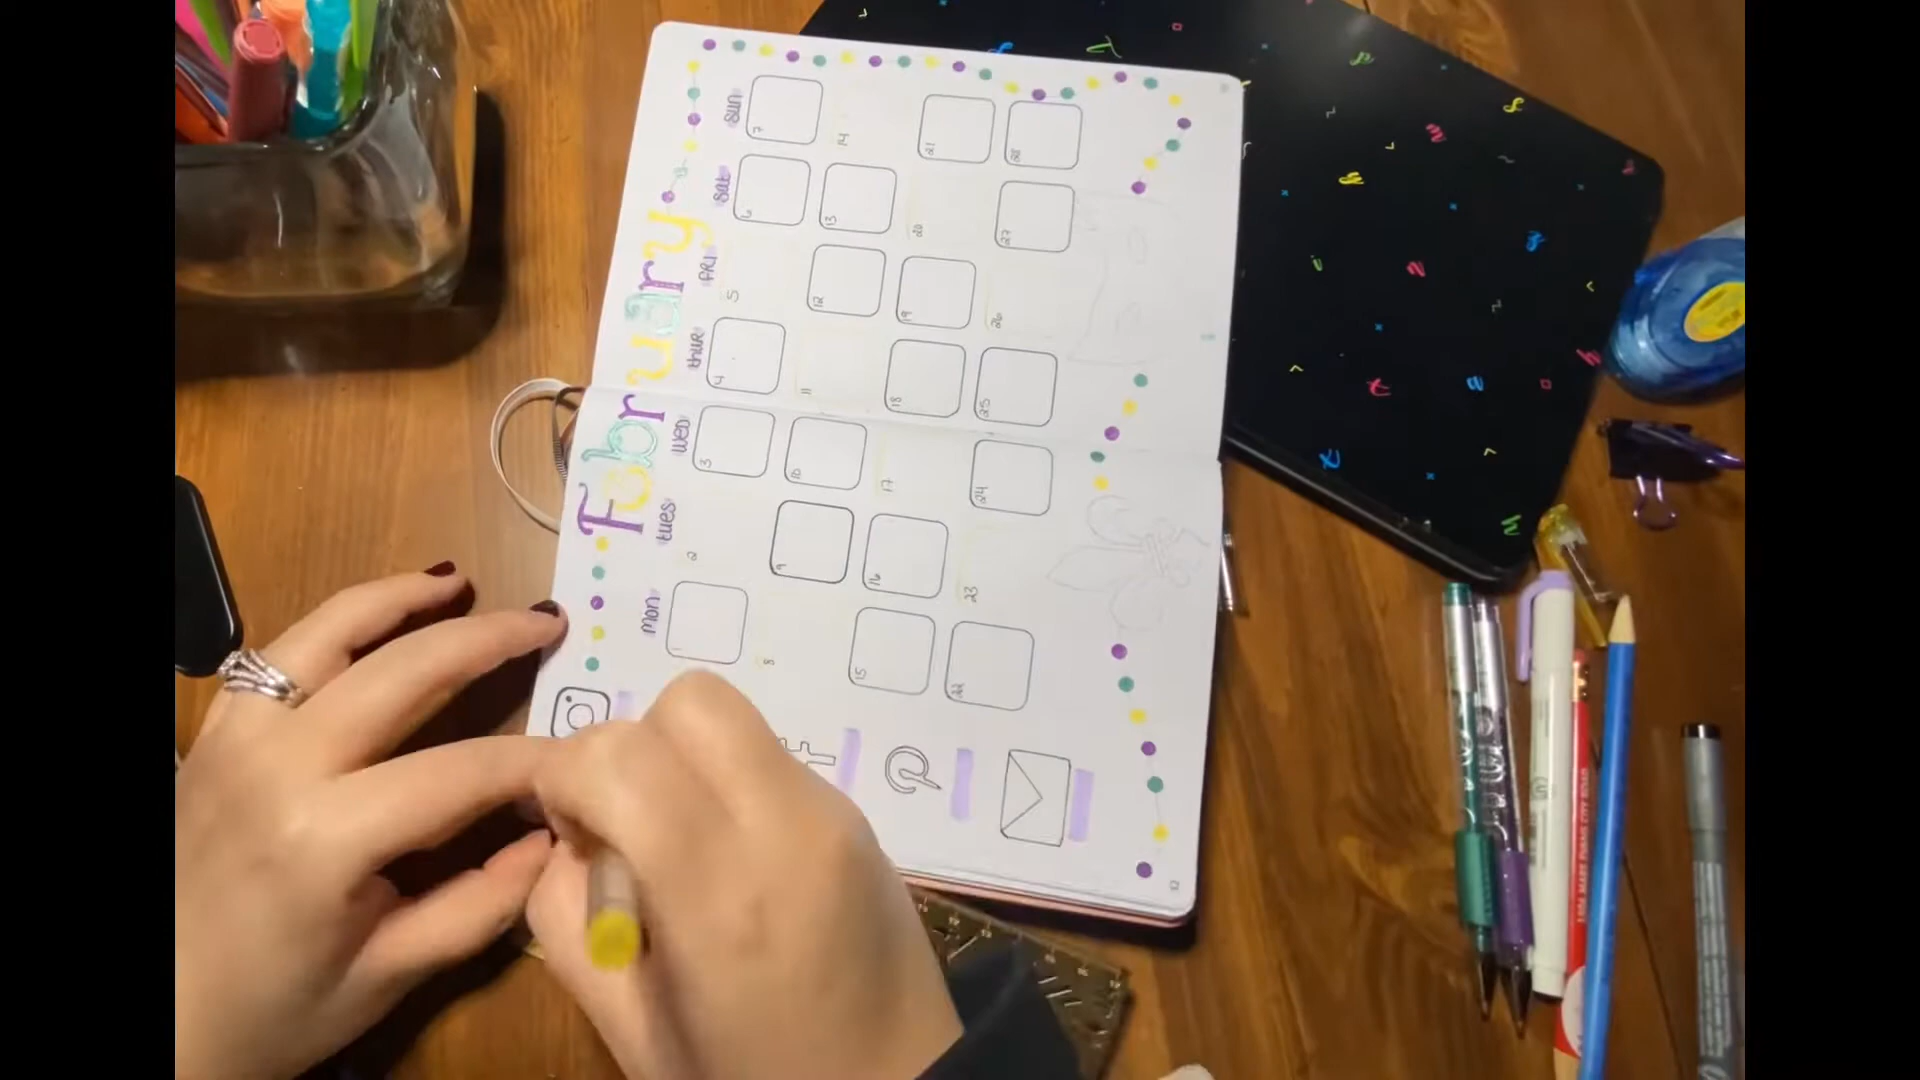 February
Mon tues WED thur FRI sat sun
1 2 3 4 5 6 7
8 9 10 11 12 13 14
15 16 17 18 19 20 21
22 23 24 25 26 27 28